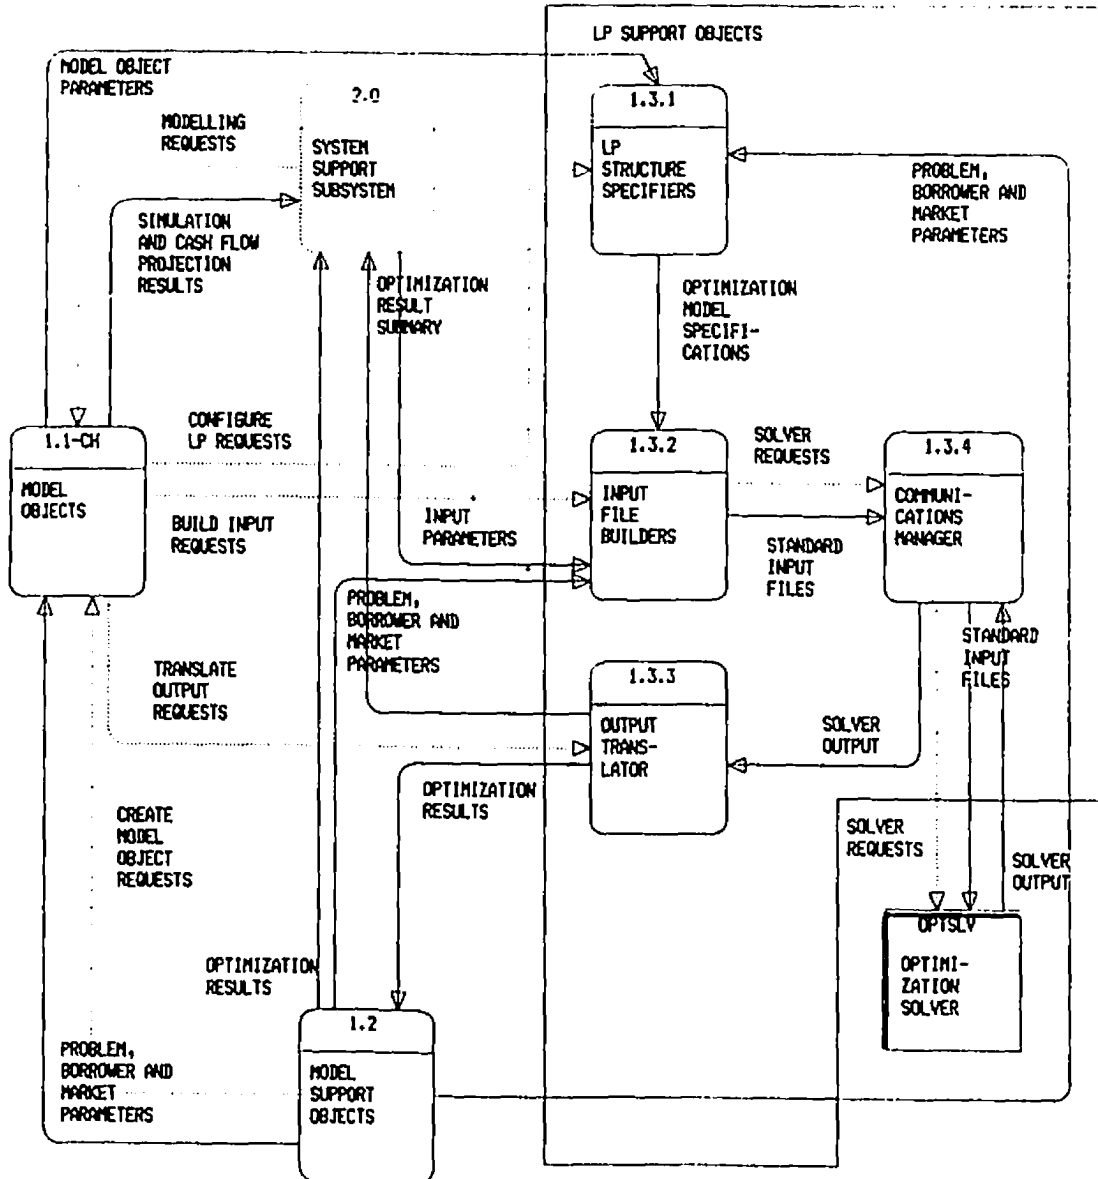 LP SUPPORT OBJECTS
MODEL OBJECT
PARAMETERS
2.0
SYSTEM
SUPPORT
SUBSYSTEM
MODELLING
REQUESTS
1.3.1
LP
STRUCTURE
SPECIFIERS
PROBLEM,
BORROWER AND
MARKET
PARAMETERS
SIMULATION
AND CASH FLOW
PROJECTION
RESULTS
OPTIMIZATION
RESULT
SUMMARY
OPTIMIZATION
MODEL
SPECIFI-
CATIONS
1.1-CH
MODEL
OBJECTS
CONFIGURE
LP REQUESTS
BUILD INPUT
REQUESTS
INPUT
PARAMETERS
1.3.2
INPUT
FILE
BUILDERS
SOLVER
REQUESTS
STANDARD
INPUT
FILES
1.3.4
COMMUNI-
CATIONS
MANAGER
PROBLEM,
BORROWER AND
MARKET
PARAMETERS
STANDARD
INPUT
FILES
TRANSLATE
OUTPUT
REQUESTS
1.3.3
OUTPUT
TRANS-
LATOR
SOLVER
OUTPUT
OPTIMIZATION
RESULTS
CREATE
MODEL
OBJECT
REQUESTS
SOLVER
REQUESTS
SOLVER
OUTPUT
OPTSLV
OPTIMI-
ZATION
SOLVER
OPTIMIZATION
RESULTS
1.2
MODEL
SUPPORT
OBJECTS
PROBLEM,
BORROWER AND
MARKET
PARAMETERS